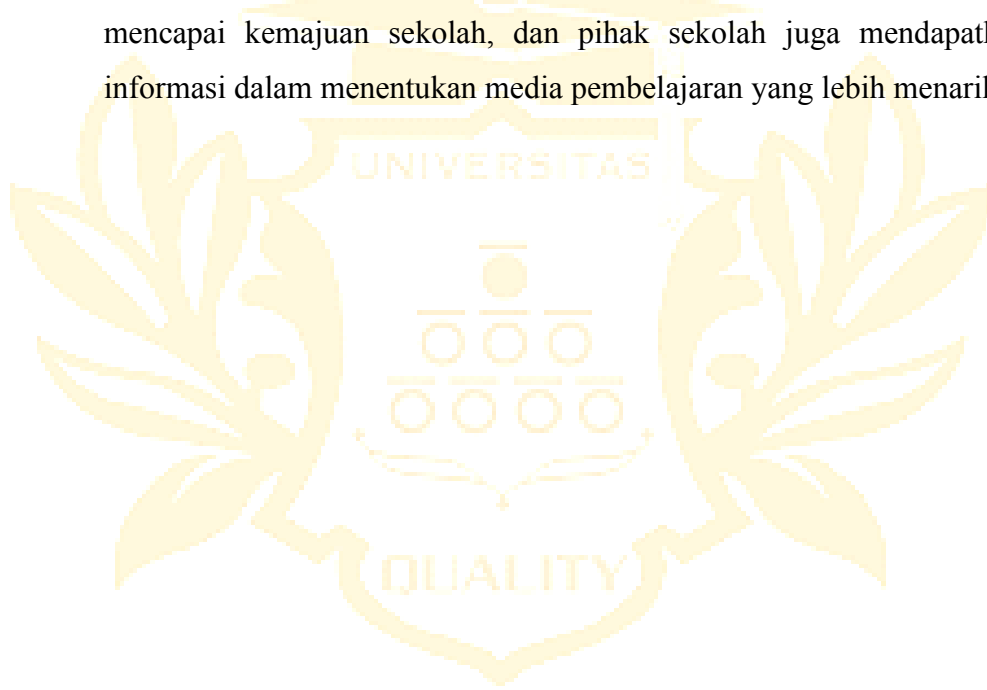 mencapai kemajuan sekolah, dan pihak sekolah juga
informasi dalam menentukan media pembelajaran yang lebih
UNIVERSITAS
QUALITY